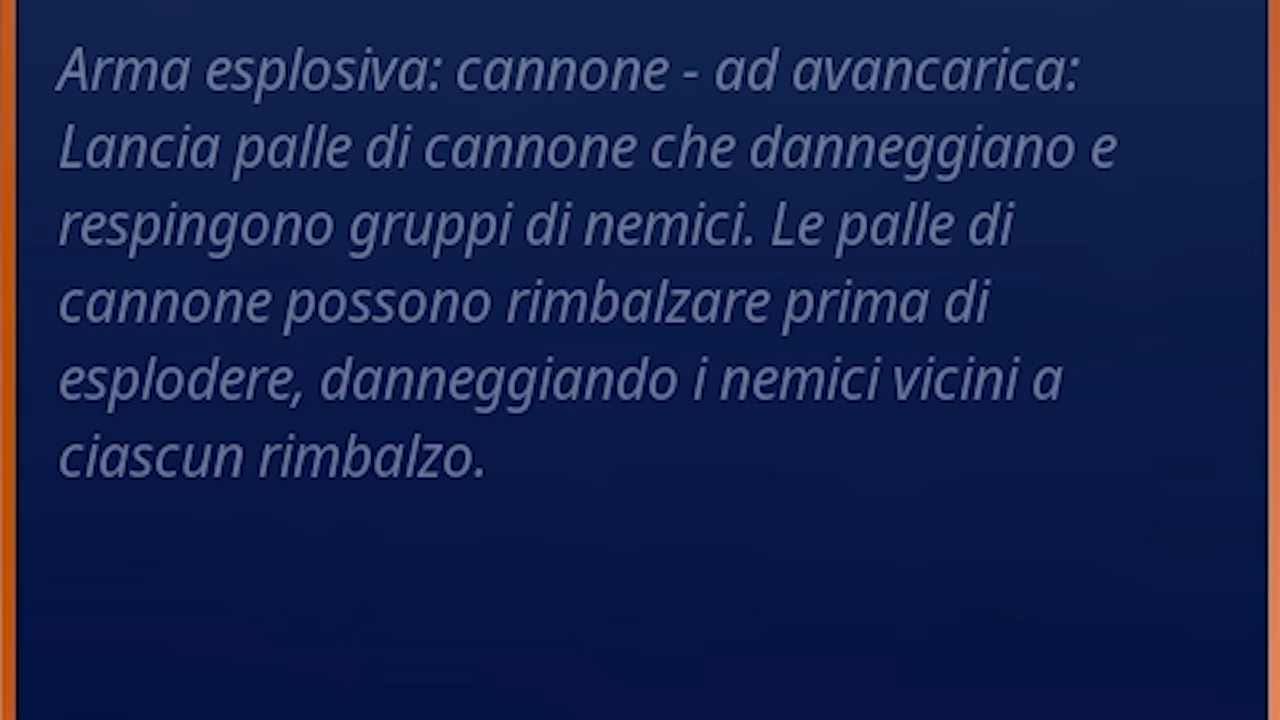 Arma esplosiva: cannone - ad avancarica:
Lancia palle di cannone che danneggiano e
respingono gruppi di nemici. Le palle di
cannone possono rimbalzare prima di
esplodere, danneggiando i nemici vicini a
ciascun rimbalzo.